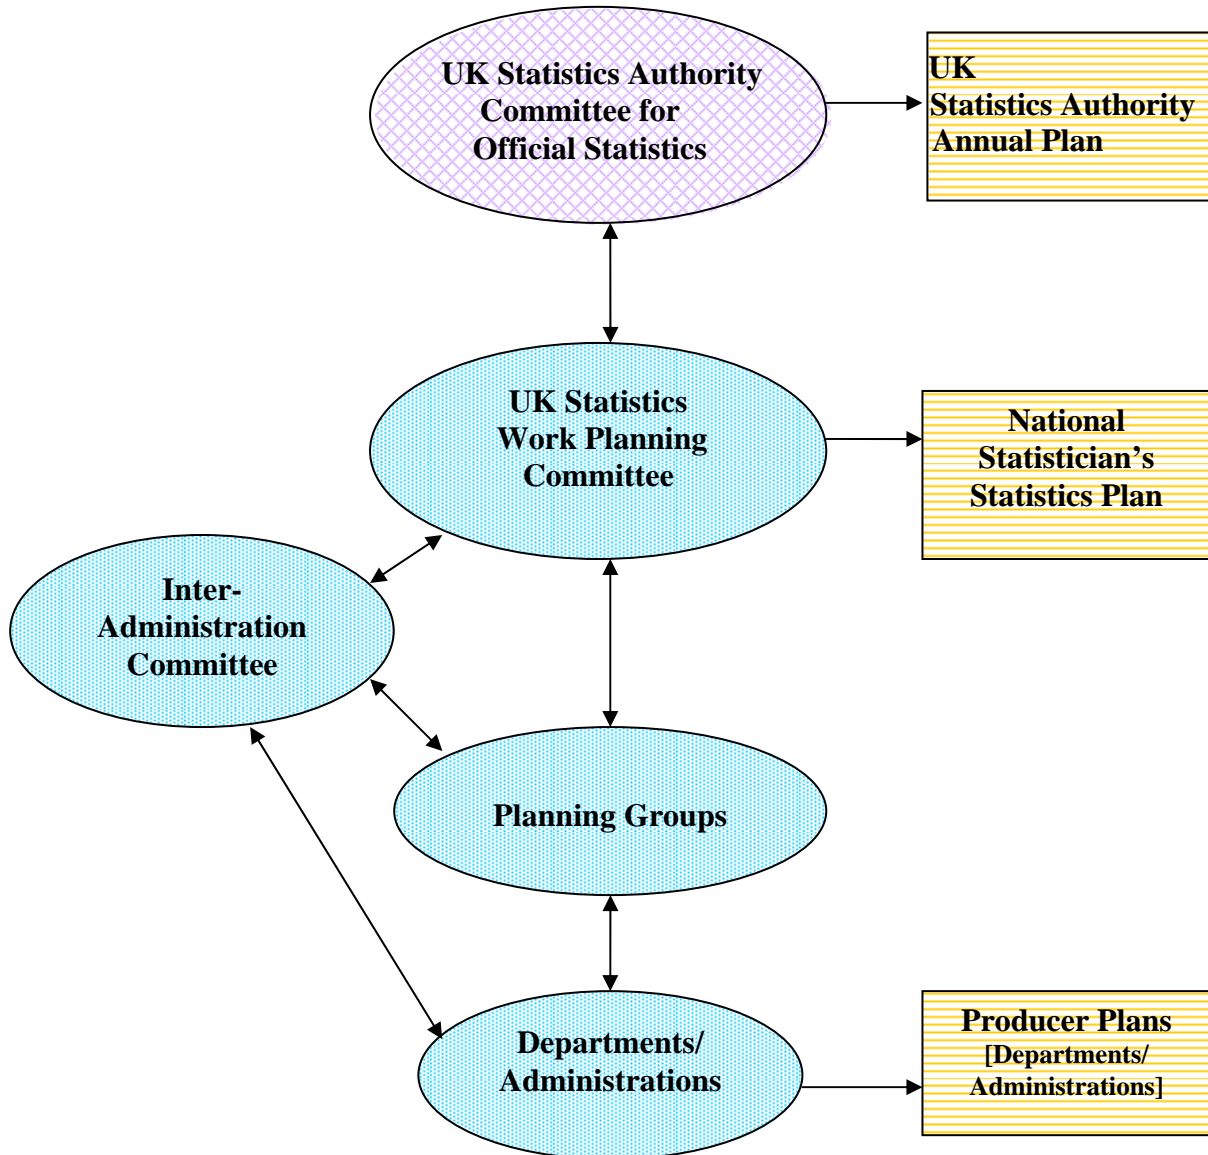 UK Statistics Authority
Committee for
Official Statistics
UK
Statistics Authority
Annual Plan
UK Statistics
Work Planning
Committee
National
Statistician’s
Statistics Plan
Inter-
Administration
Committee
Planning Groups
Departments/
Administrations
Producer Plans
[Departments/
Administrations]